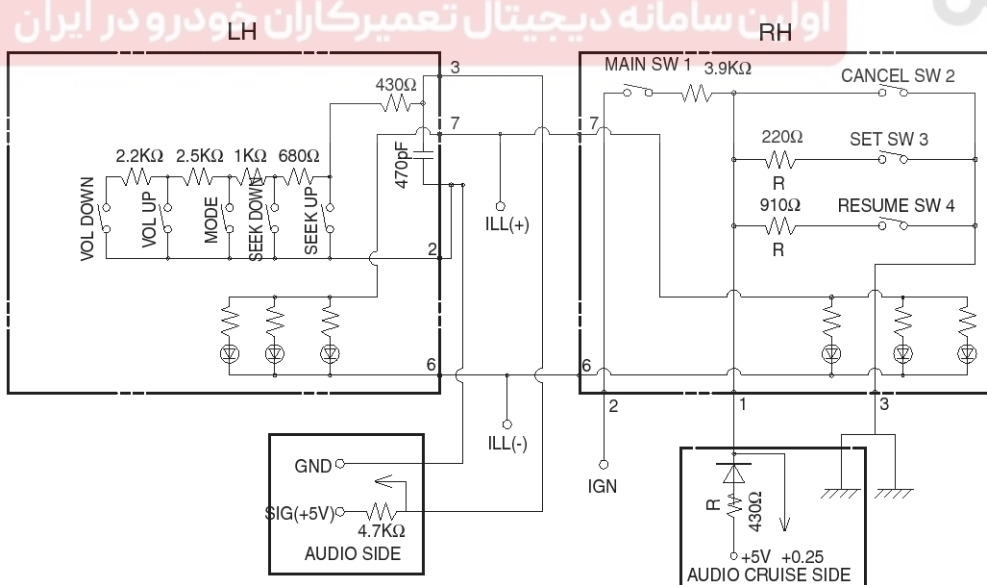 اولین سامانه دیجیتال تعمیرکاران خودرو در ایران
LH
RH
3
430Ω
7
470pF
2.2KΩ
2.5KΩ
1KΩ
680Ω
VOL DOWN
VOL UP
MODE
SEEK DOWN
SEEK UP
2
6
ILL(+)
ILL(-)
MAIN SW 1
3.9KΩ
CANCEL SW 2
7
220Ω
SET SW 3
R
910Ω
RESUME SW 4
R
6
2
1
3
IGN
GND
SIG(+5V)
4.7KΩ
AUDIO SIDE
R
430Ω
+5V +0.25
AUDIO CRUISE SIDE